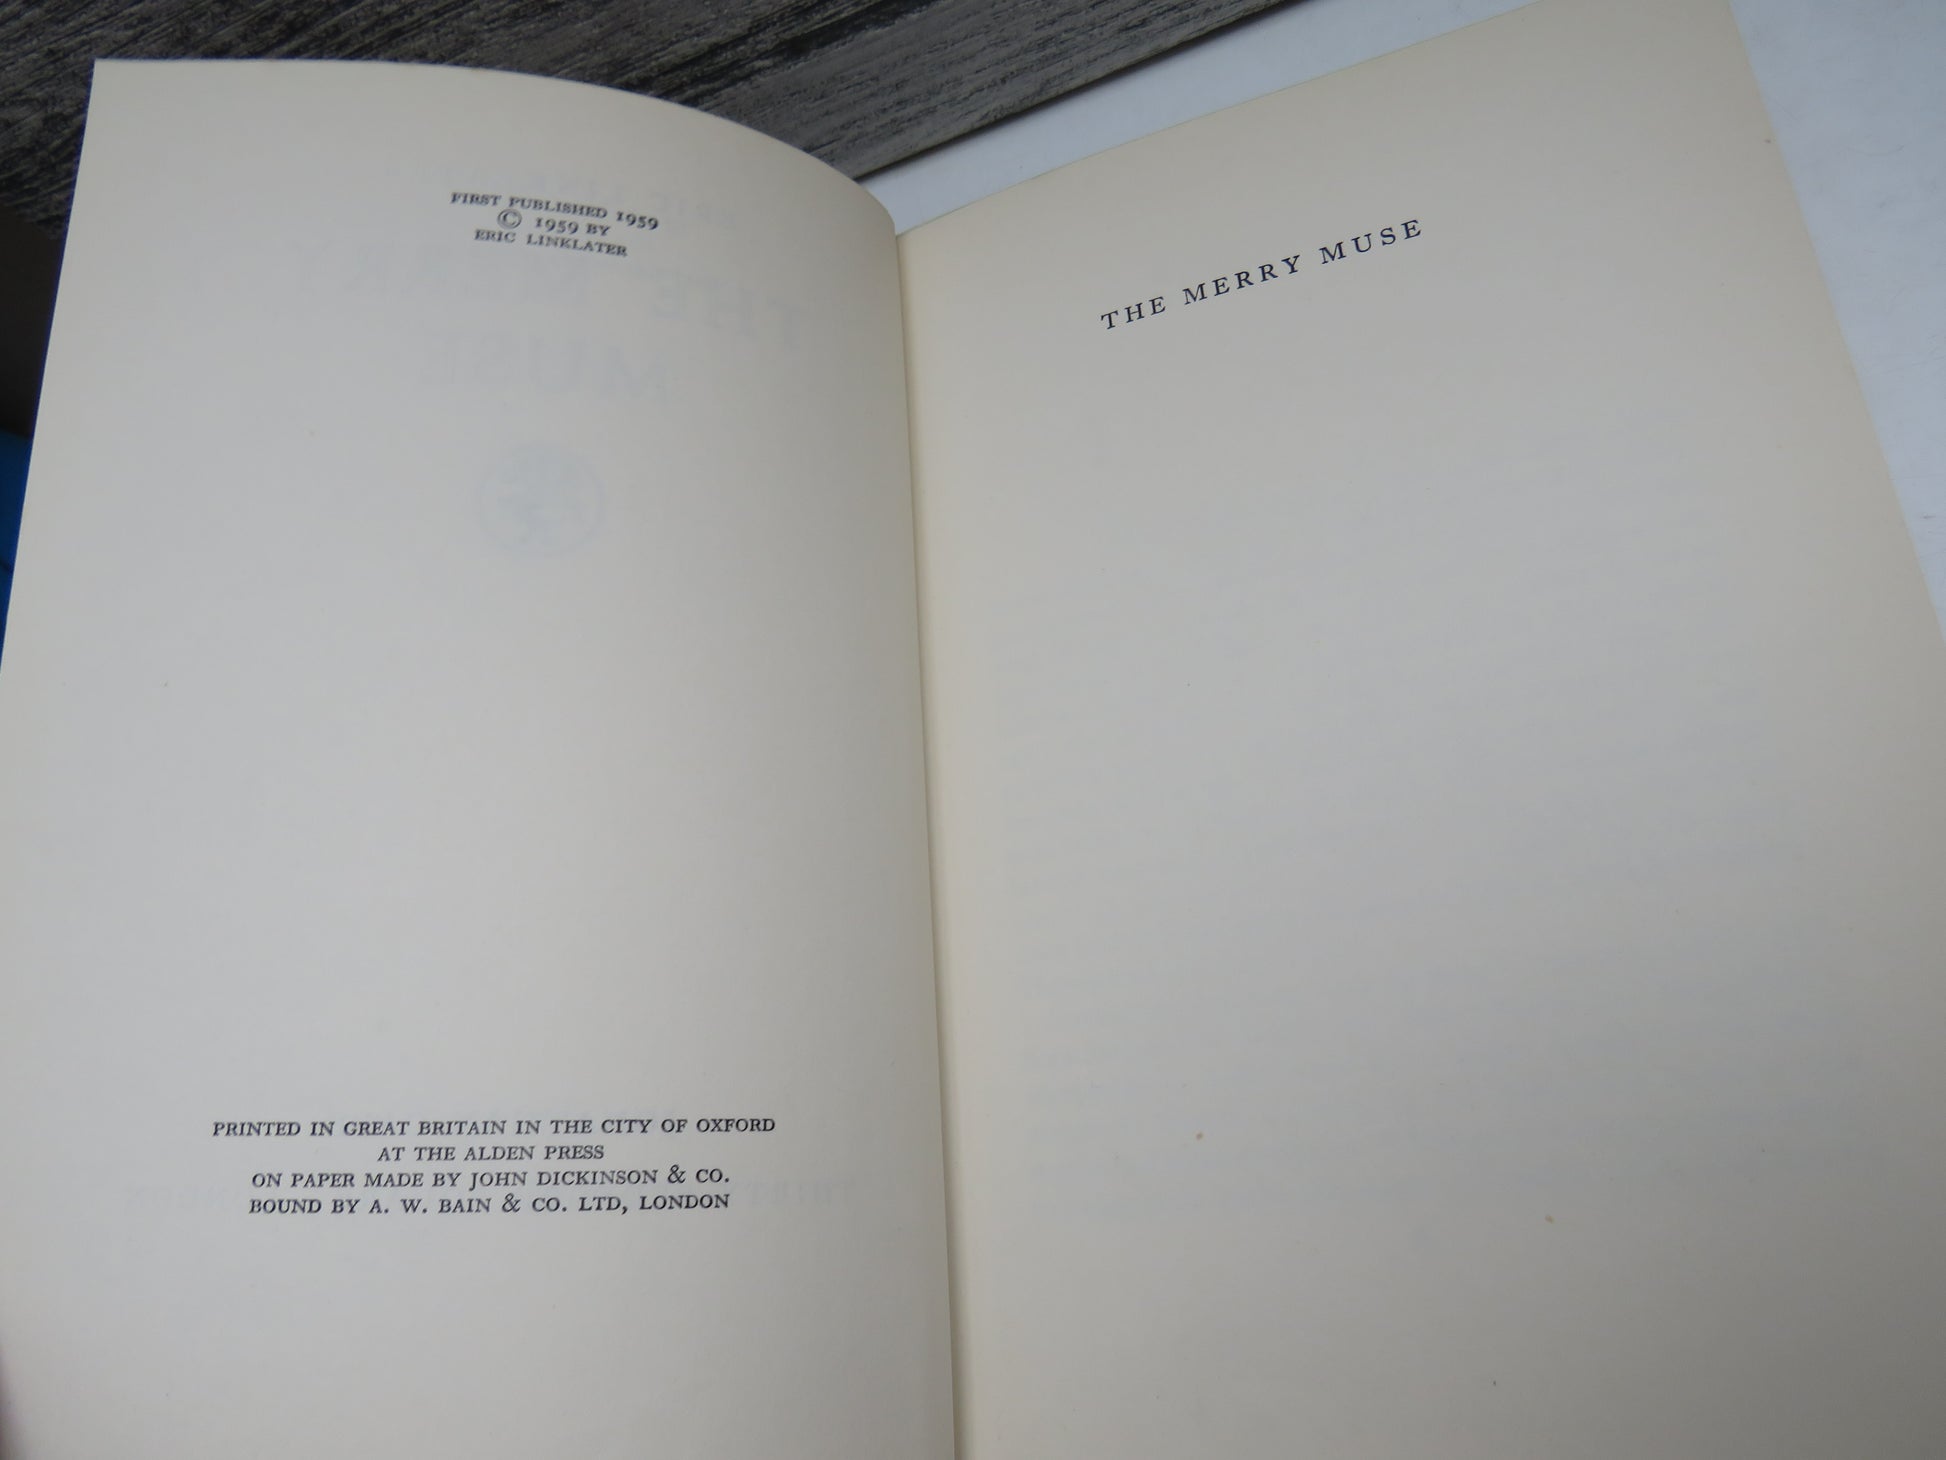 FIRST PUBLISHED 1959
© 1959 BY
ERIC LINKLATER
PRINTED IN GREAT BRITAIN IN THE CITY OF OXFORD
AT THE ALDEN PRESS
ON PAPER MADE BY JOHN DICKINSON & CO.
BOUND BY A. W. BAIN & CO. LTD, LONDON
THE MERRY MUSE